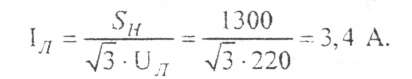 I_Л = S_Н / (√3 · U_Л) = 1300 / (√3 · 220) = 3,4 А.